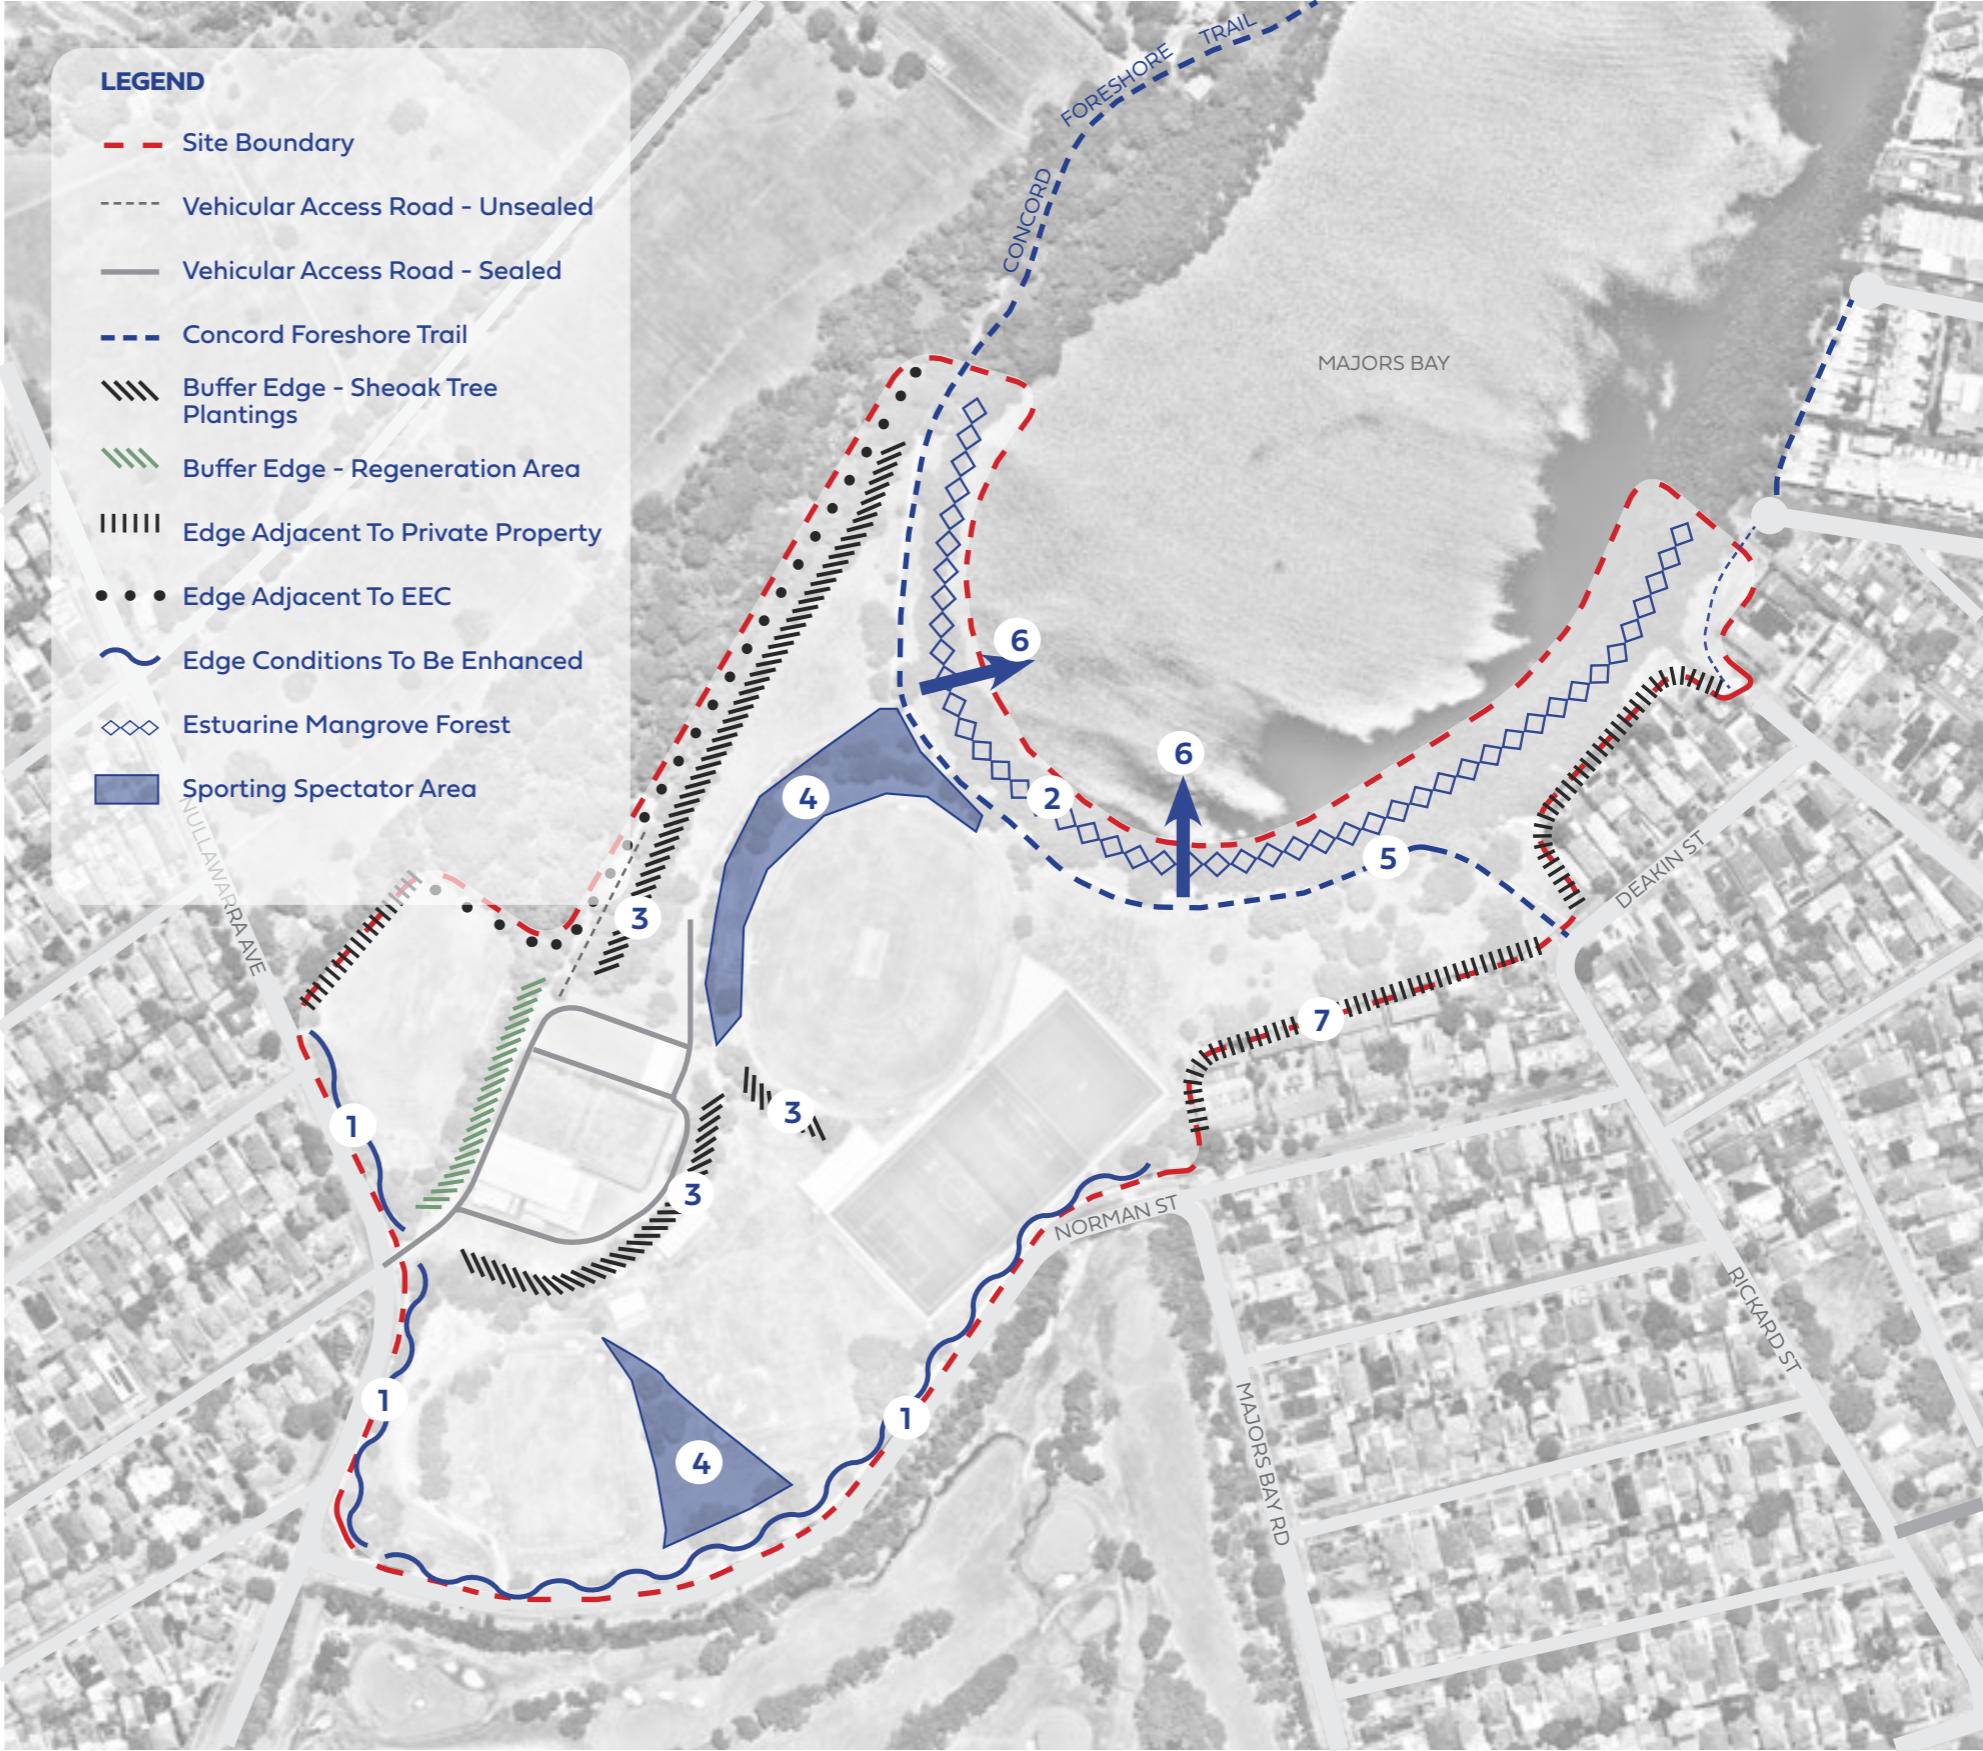 LEGEND
Site Boundary
Vehicular Access Road - Unsealed
Vehicular Access Road - Sealed
Concord Foreshore Trail
Buffer Edge - Sheoak Tree
Plantings
Buffer Edge - Regeneration Area
Edge Adjacent To Private Property
Edge Adjacent To EEC
Edge Conditions To Be Enhanced
Estuarine Mangrove Forest
Sporting Spectator Area
CONCORD FORESHORE TRAIL
MAJORS BAY
6
6
4
2
5
3
DEAKIN ST
NULLAWARRA AVE
7
1
3
3
NORMAN ST
RICKARD ST
1
1
4
MAJORS BAY RD